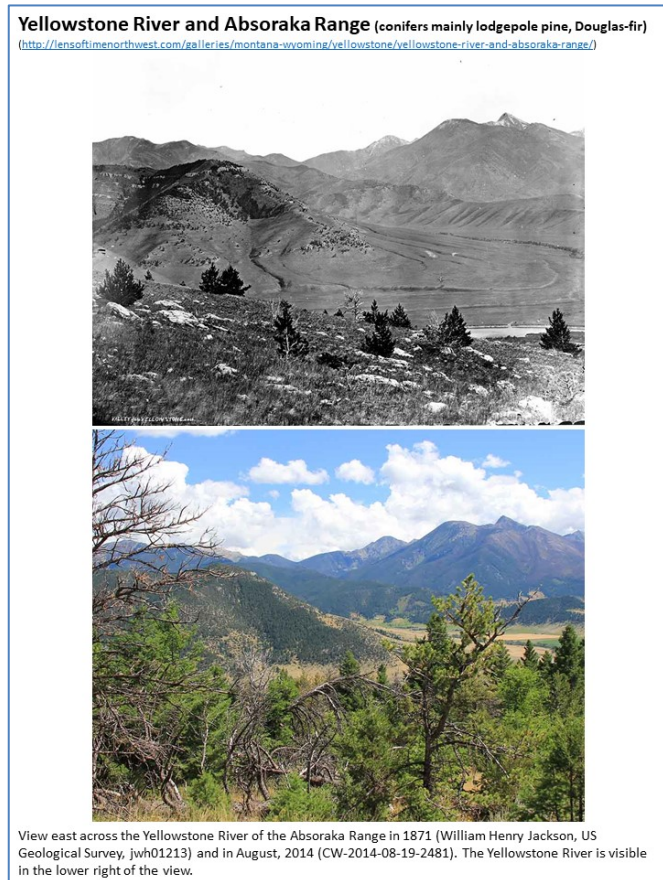 Yellowstone River and Absoraka Range (conifers mainly lodgepole pine, Douglas-fir)
(http://lensoftimenorthwest.com/galleries/montana-wyoming/yellowstone/yellowstone-river-and-absoraka-range/)
View east across the Yellowstone River of the Absoraka Range in 1871 (William Henry Jackson, US
Geological Survey, jwh01213) and in August, 2014 (CW-2014-08-19-2481). The Yellowstone River is visible
in the lower right of the view.